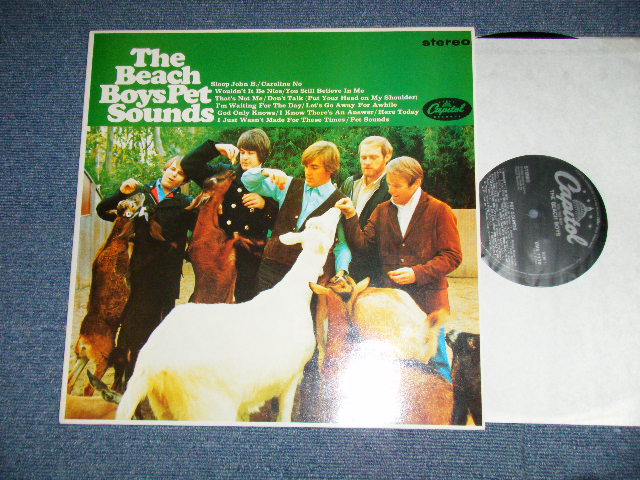 stereo
The
Beach
Boys Pet
Sounds
Sloop John B./Caroline No
Wouldn't It Be Nice/You Still Believe In Me
That's Not Me/Don't Talk (Put Your Head on My Shoulder)
I'm Waiting For The Day/Let's Go Away For Awhile
God Only Knows/I Know There's An Answer/Here Today
I Just Wasn't Made For These Times/Pet Sounds
Capitol
RECORDS
Capitol
THE BEACH BOYS
PET SOUNDS